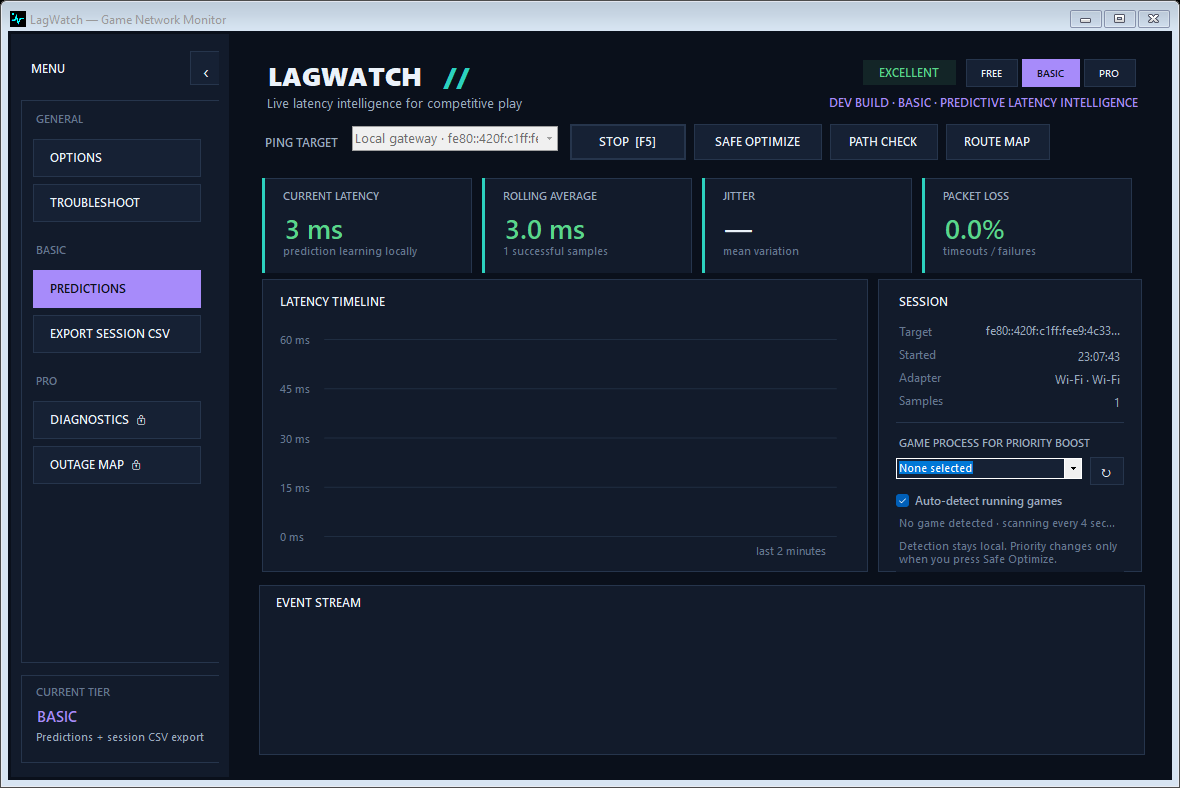 LagWatch — Game Network Monitor
MENU
‹
GENERAL
OPTIONS
TROUBLESHOOT
BASIC
PREDICTIONS
EXPORT SESSION CSV
PRO
DIAGNOSTICS
OUTAGE MAP
CURRENT TIER
BASIC
Predictions + session CSV export
LAGWATCH //
Live latency intelligence for competitive play
EXCELLENT FREE BASIC PRO
DEV BUILD · BASIC · PREDICTIVE LATENCY INTELLIGENCE
PING TARGET Local gateway · fe80::420f:c1ff:fe STOP [F5] SAFE OPTIMIZE PATH CHECK ROUTE MAP
CURRENT LATENCY
3 ms
prediction learning locally
ROLLING AVERAGE
3.0 ms
1 successful samples
JITTER
—
mean variation
PACKET LOSS
0.0%
timeouts / failures
LATENCY TIMELINE
60 ms
45 ms
30 ms
15 ms
0 ms
last 2 minutes
SESSION
Target fe80::420f:c1ff:fee9:4c33...
Started 23:07:43
Adapter Wi-Fi · Wi-Fi
Samples 1
GAME PROCESS FOR PRIORITY BOOST
None selected
Auto-detect running games
No game detected · scanning every 4 sec...
Detection stays local. Priority changes only
when you press Safe Optimize.
EVENT STREAM